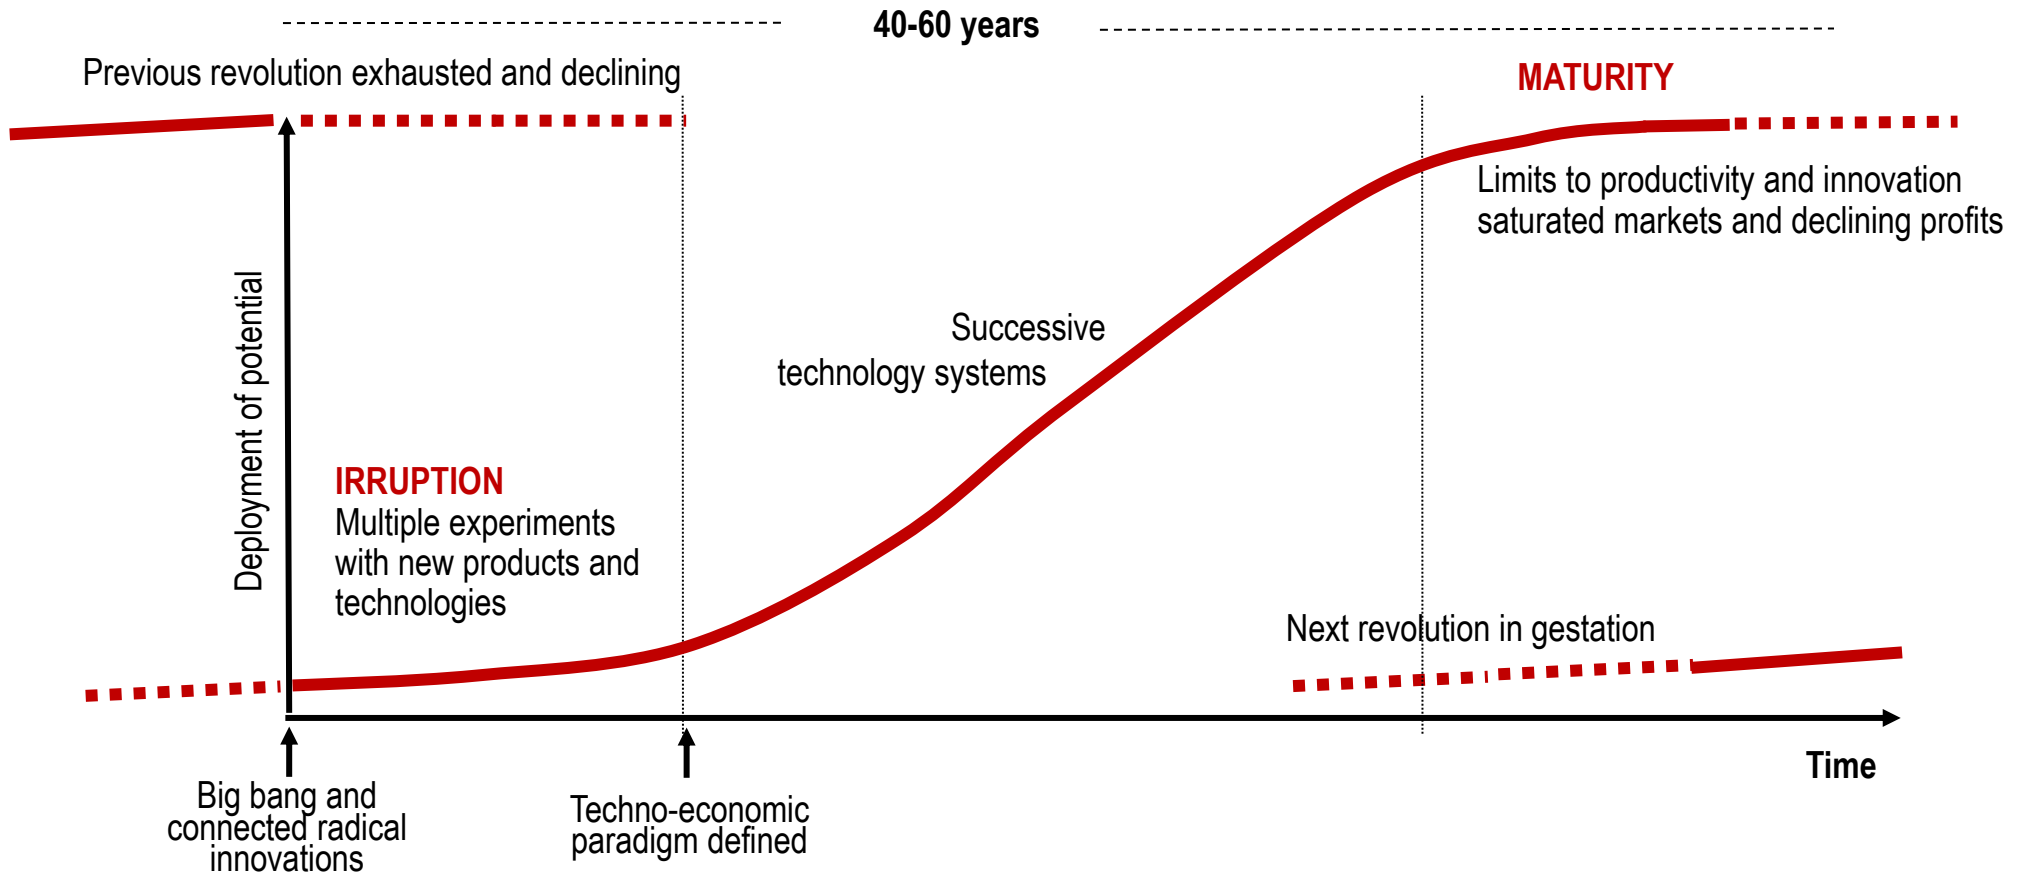 40-60 years
Previous revolution exhausted and declining
MATURITY
Limits to productivity and innovation
saturated markets and declining profits
Deployment of potential
Successive
technology systems
IRRUPTION
Multiple experiments
with new products and
technologies
Next revolution in gestation
Time
Big bang and
connected radical
innovations
Techno-economic
paradigm defined